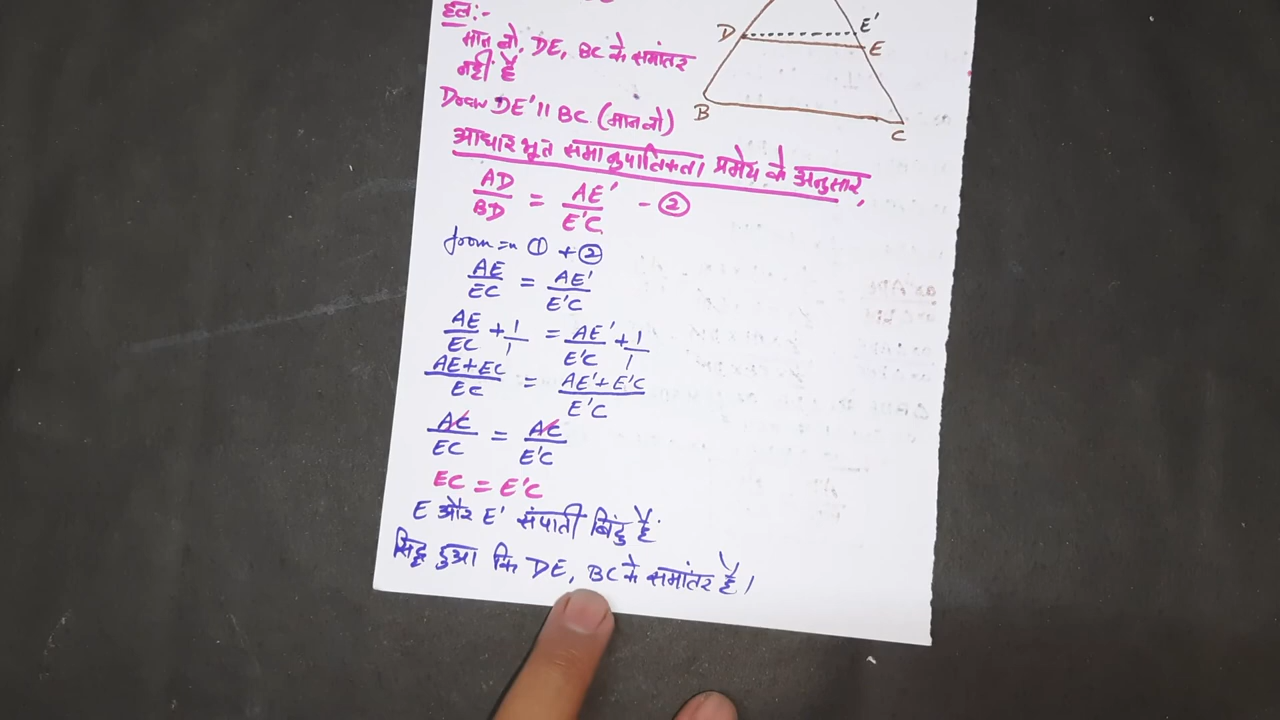 हल:-
मान लो, DE, BC के समांतर
नहीं है
Draw DE' || BC (मान लो)
आधारभूत समानुपातिकता प्रमेय के अनुसार,
AD/BD = AE'/E'C - ②
from =n ① + ②
AE/EC = AE'/E'C
AE/EC + 1/1 = AE'/E'C + 1/1
AE+EC/EC = AE'+E'C/E'C
AC/EC = AC/E'C
EC = E'C
E और E' संपाती बिंदु हैं.
सिद्ध हुआ कि DE, BC के समांतर है।
D
E'
E
B
C